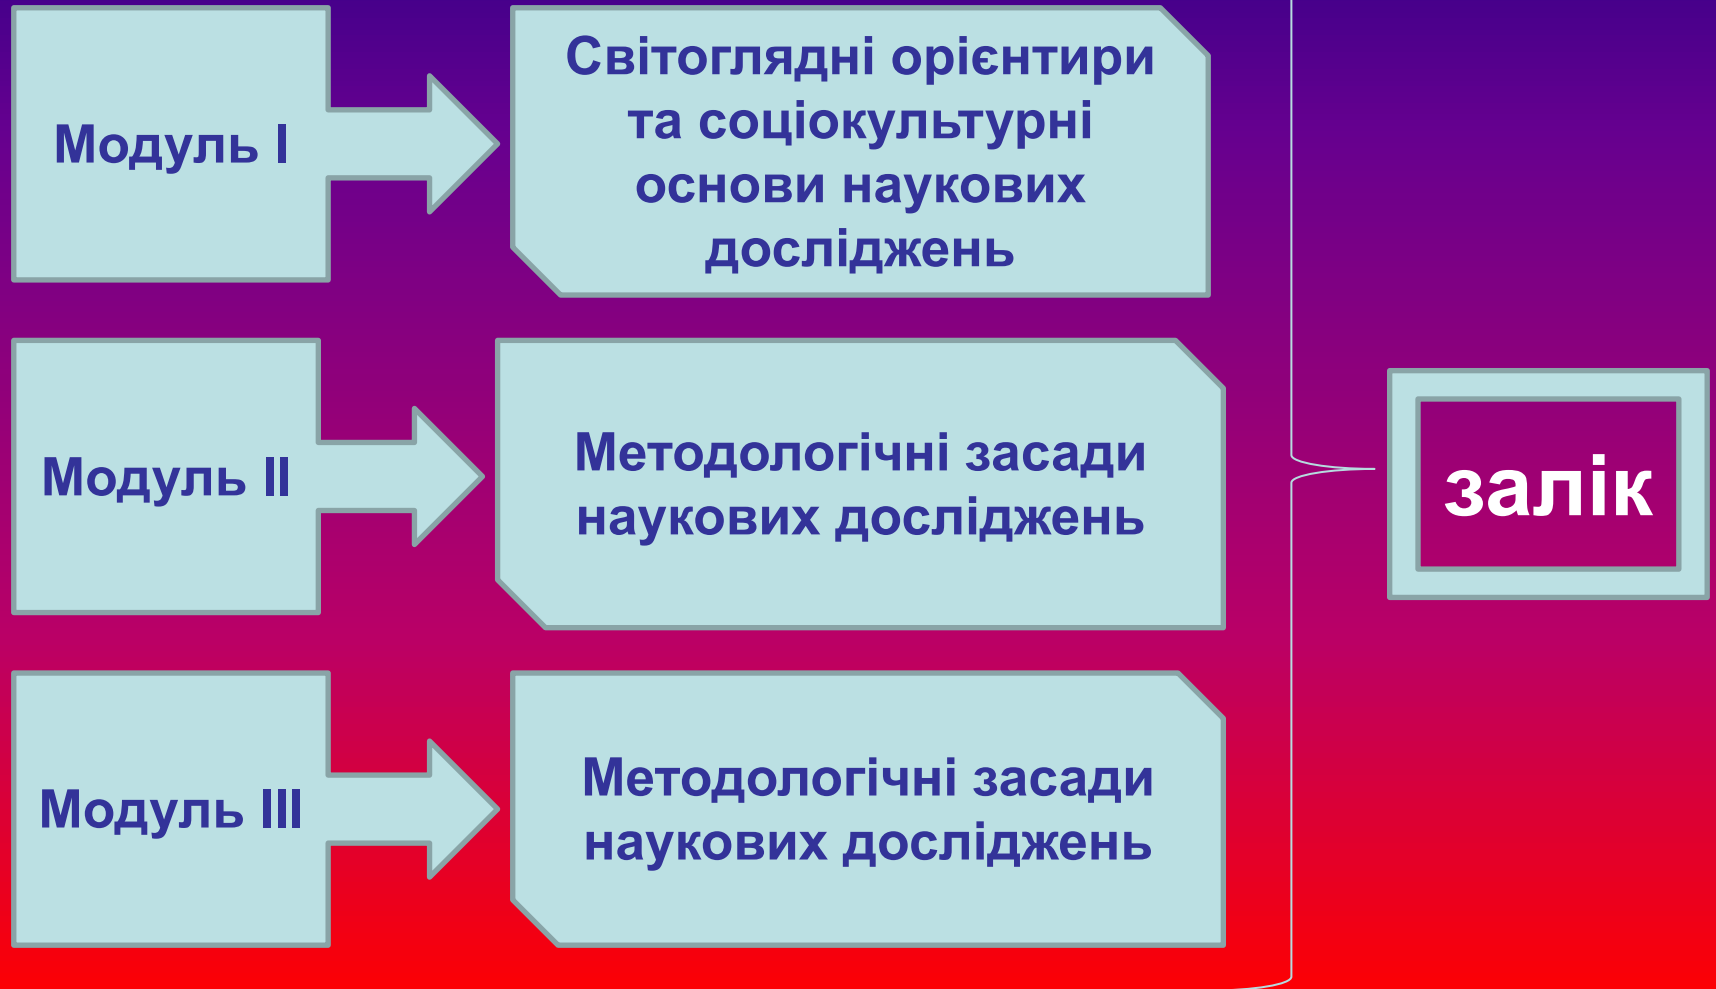 Модуль I
Світоглядні орієнтири
та соціокультурні
основи наукових
досліджень
Модуль II
Методологічні засади
наукових досліджень
Модуль III
Методологічні засади
наукових досліджень
залік